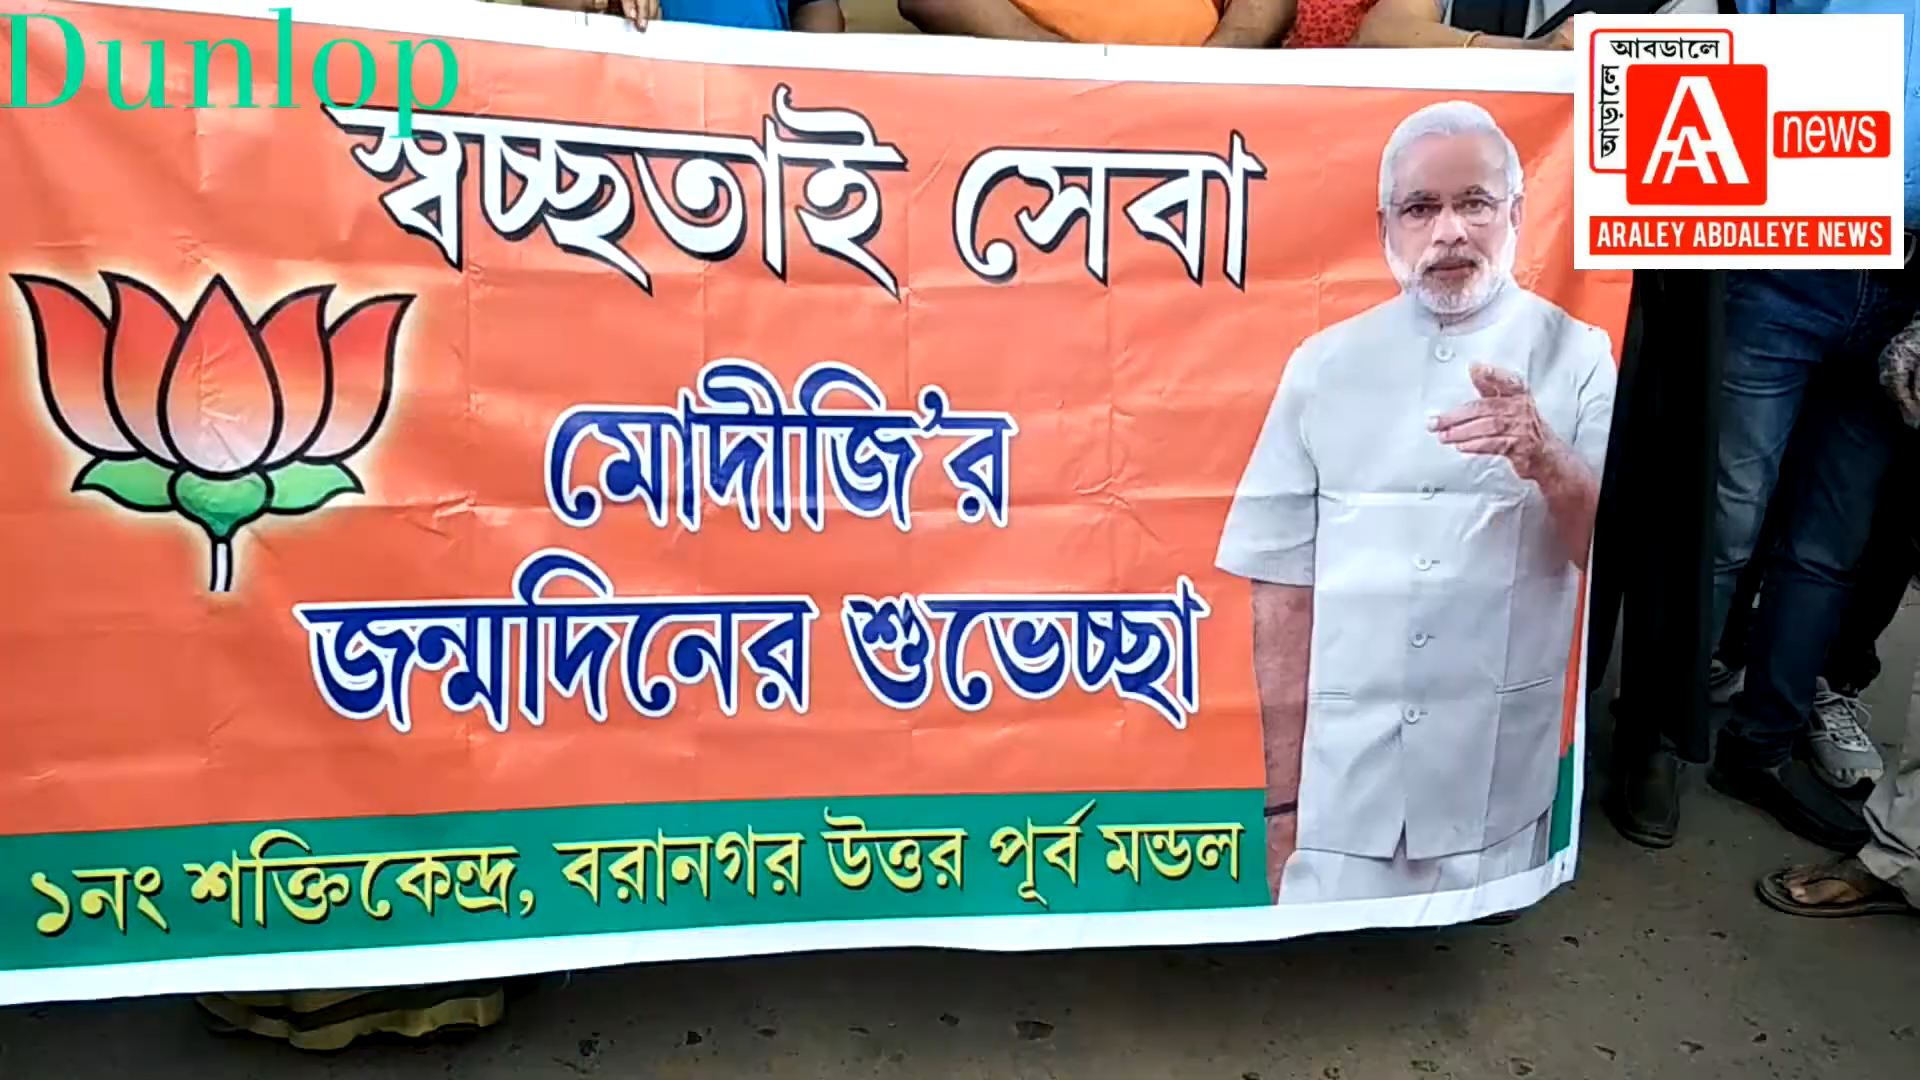 Dunlop
স্বচ্ছতাই সেবা
মোদীজি'র
জন্মদিনের শুভেচ্ছা
১নং শক্তিকেন্দ্র, বরানগর উত্তর পূর্ব মন্ডল
আবডালে
আড়ালে
AAA
news
ARALEY ABDALEYE NEWS